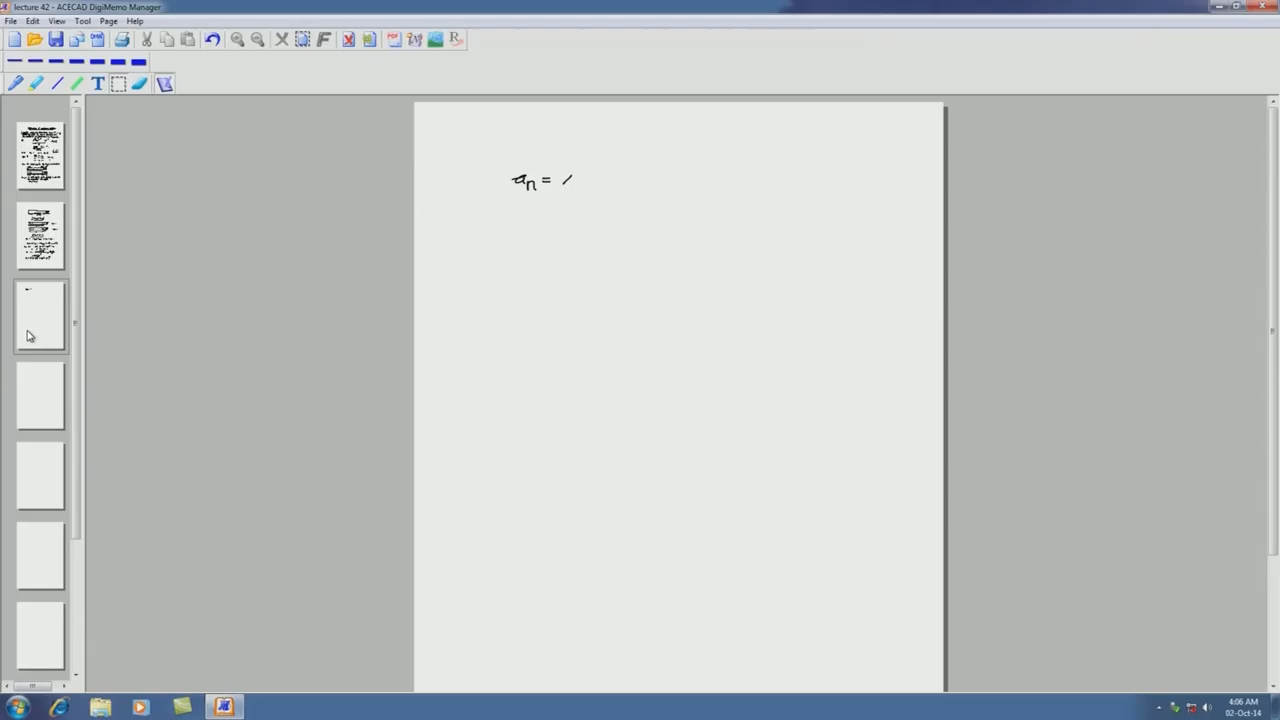 lecture 42 - ACECAD DigiMemo Manager
File Edit View Tool Page Help
aₙ =
4:06 AM
02-Oct-14